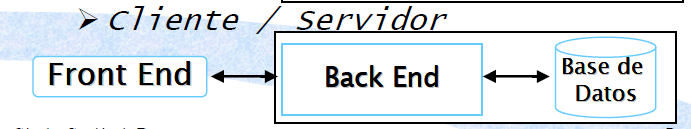 ➢ Cliente / Servidor
Front End
Back End
Base de
Datos